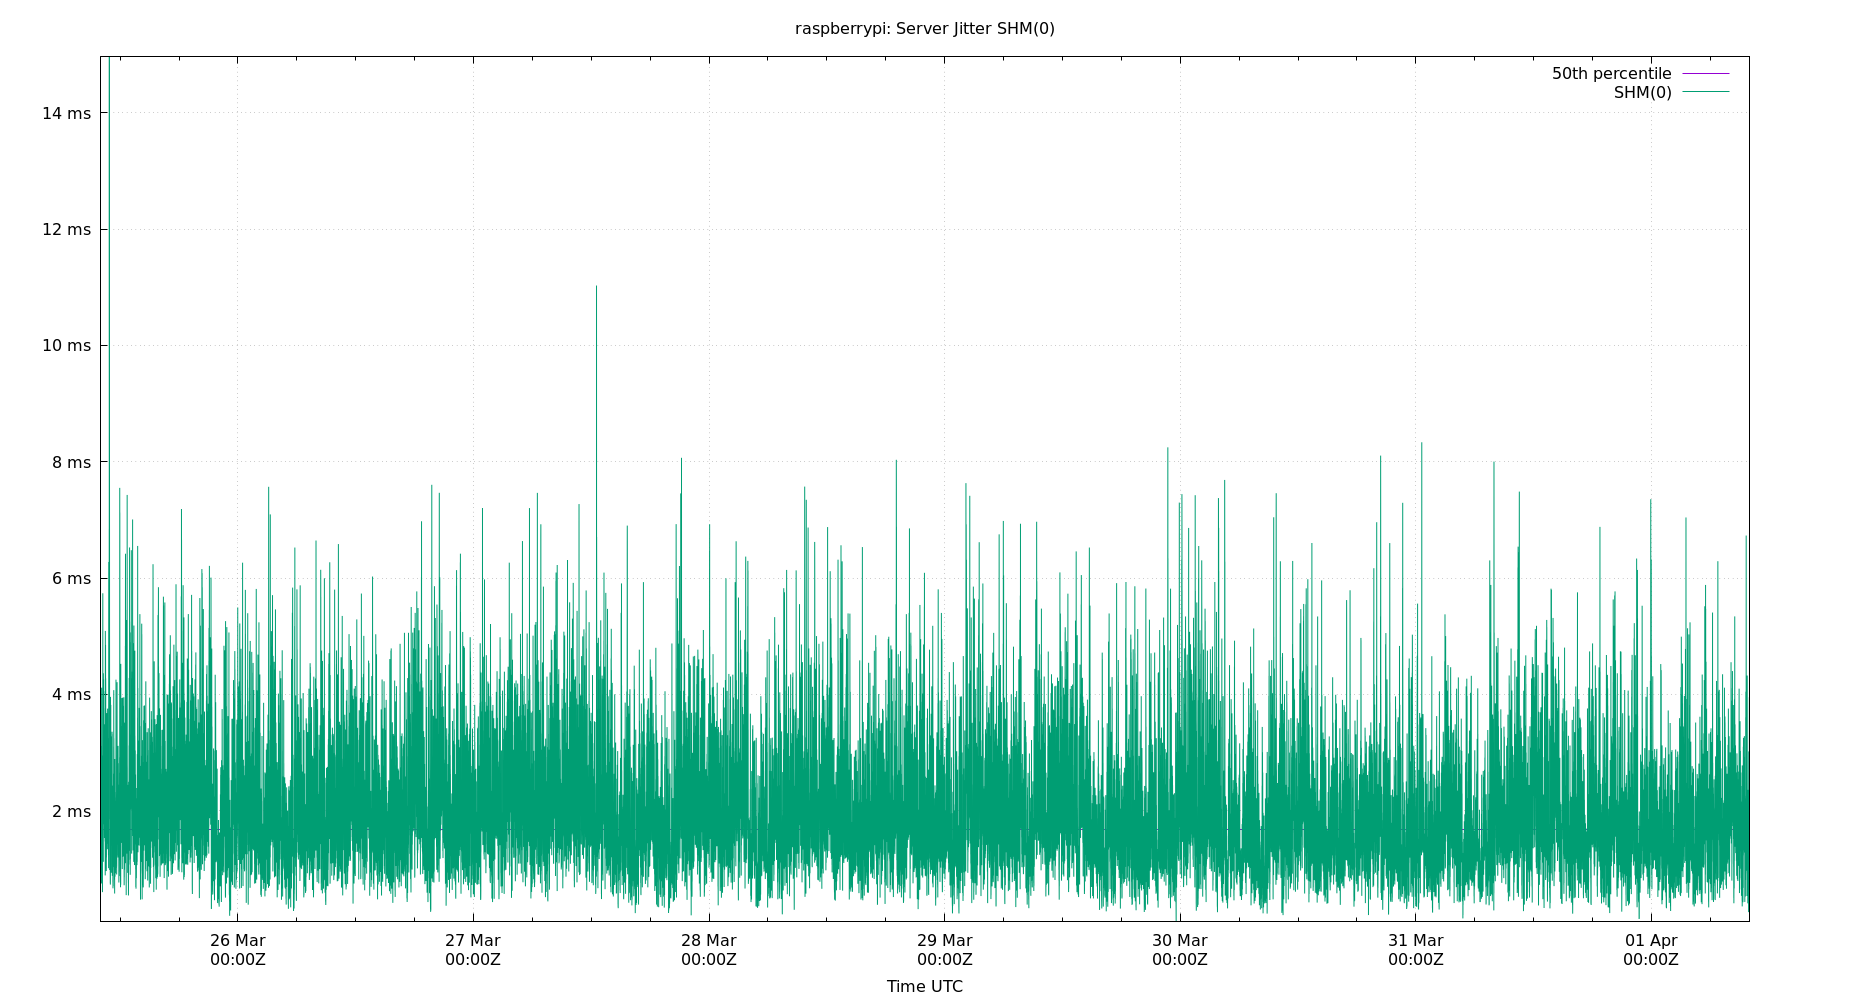 raspberrypi: Server Jitter SHM(0)
50th percentile
SHM(0)
14 ms
12 ms
10 ms
8 ms
6 ms
4 ms
2 ms
26 Mar 27 Mar 28 Mar 29 Mar 30 Mar 31 Mar 01 Apr
00:00Z 00:00Z 00:00Z 00:00Z 00:00Z 00:00Z 00:00Z
Time UTC